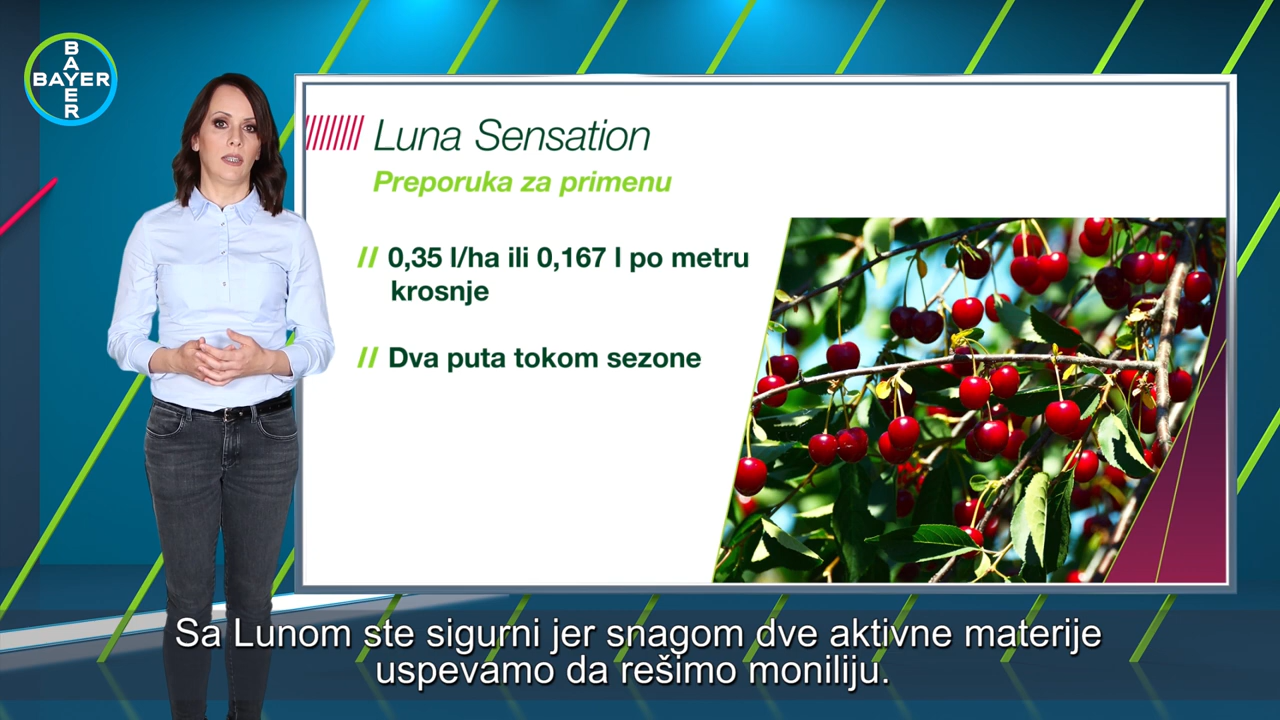 BAYER
BAYER
Luna Sensation
Preporuka za primenu
// 0,35 l/ha ili 0,167 l po metru
krosnje
// Dva puta tokom sezone
Sa Lunom ste sigurni jer snagom dve aktivne materije
uspevamo da rešimo moniliju.